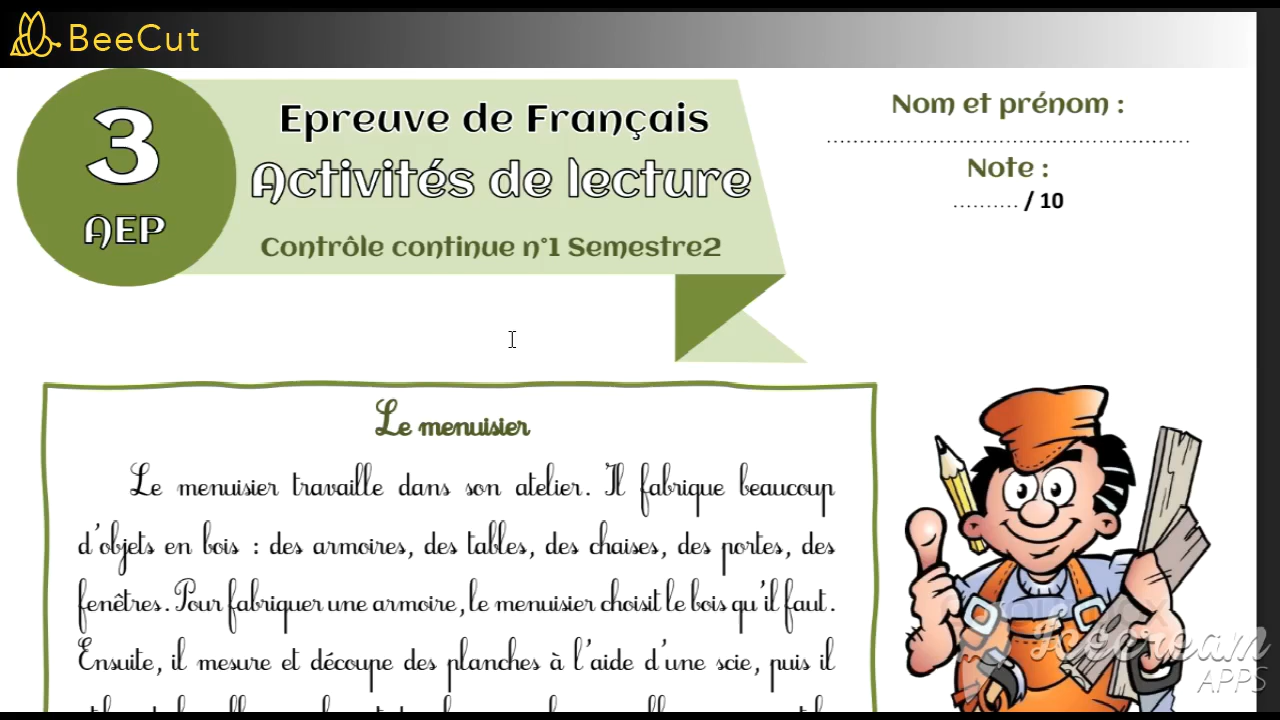 BeeCut
3
AEP
Epreuve de Français
Activités de lecture
Contrôle continue n°1 Semestre2
Nom et prénom :
......................................................
Note :
.......... / 10
Le menuisier
Le menuisier travaille dans son atelier. Il fabrique beaucoup
d'objets en bois : des armoires, des tables, des chaises, des portes, des
fenêtres. Pour fabriquer une armoire, le menuisier choisit le bois qu'il faut.
Ensuite, il mesure et découpe des planches à l'aide d'une scie, puis il
Icecream
APPS